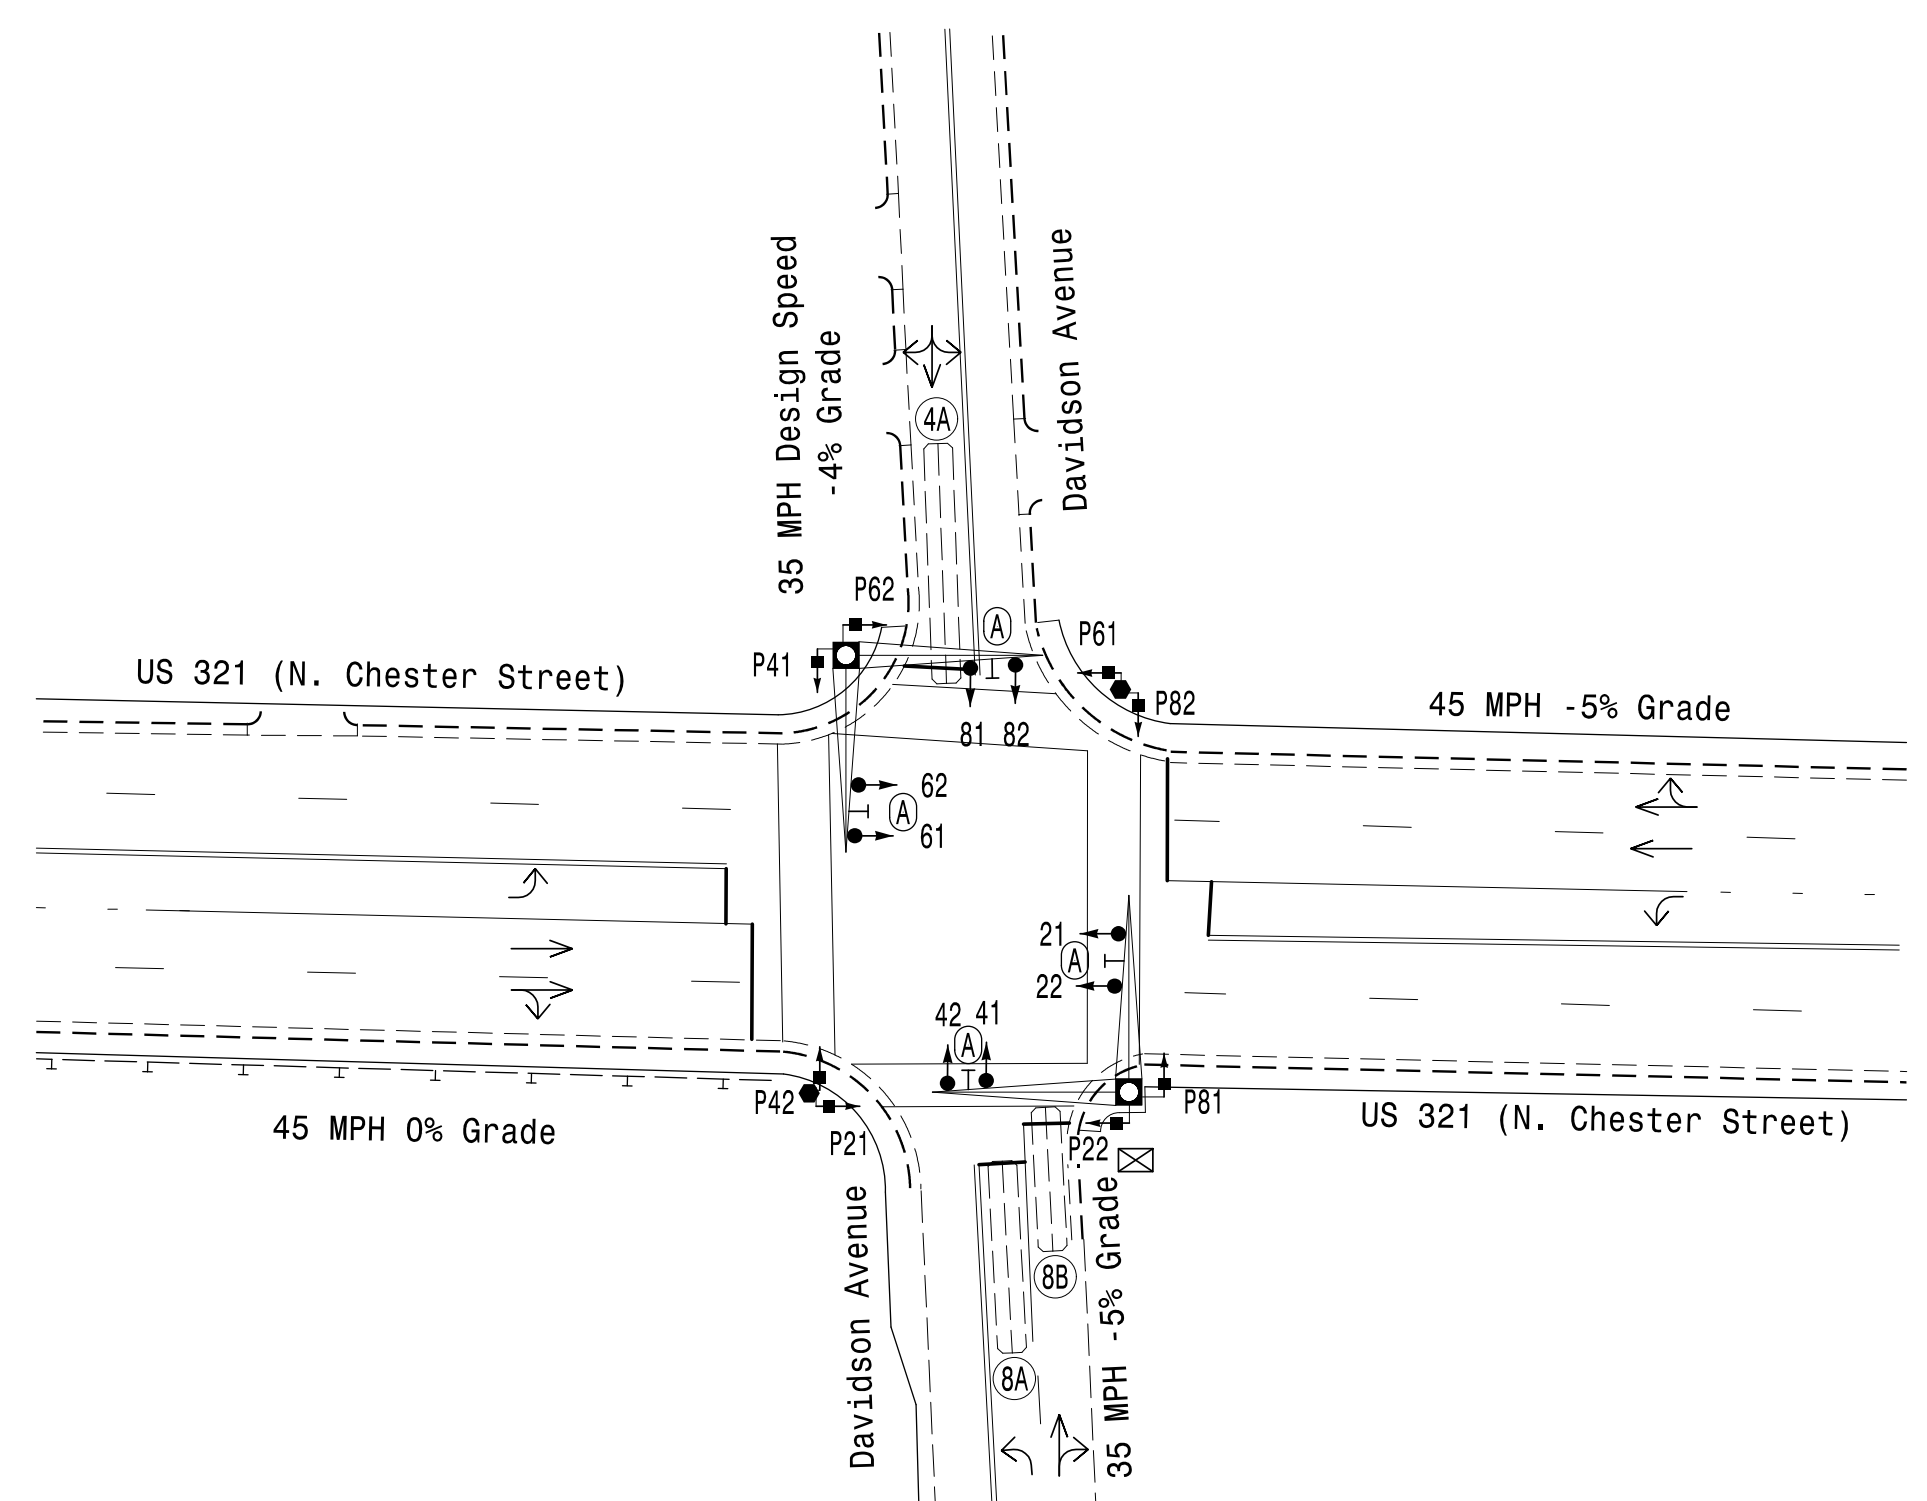 35 MPH Design Speed
-4% Grade
Davidson Avenue
4A
P62
A
P61
P41
US 321 (N. Chester Street)
P82
45 MPH -5% Grade
81 82
62
A
61
21
A
22
42 41
A
P42
P81
45 MPH 0% Grade
US 321 (N. Chester Street)
P21
P22
Davidson Avenue
35 MPH -5% Grade
8B
8A